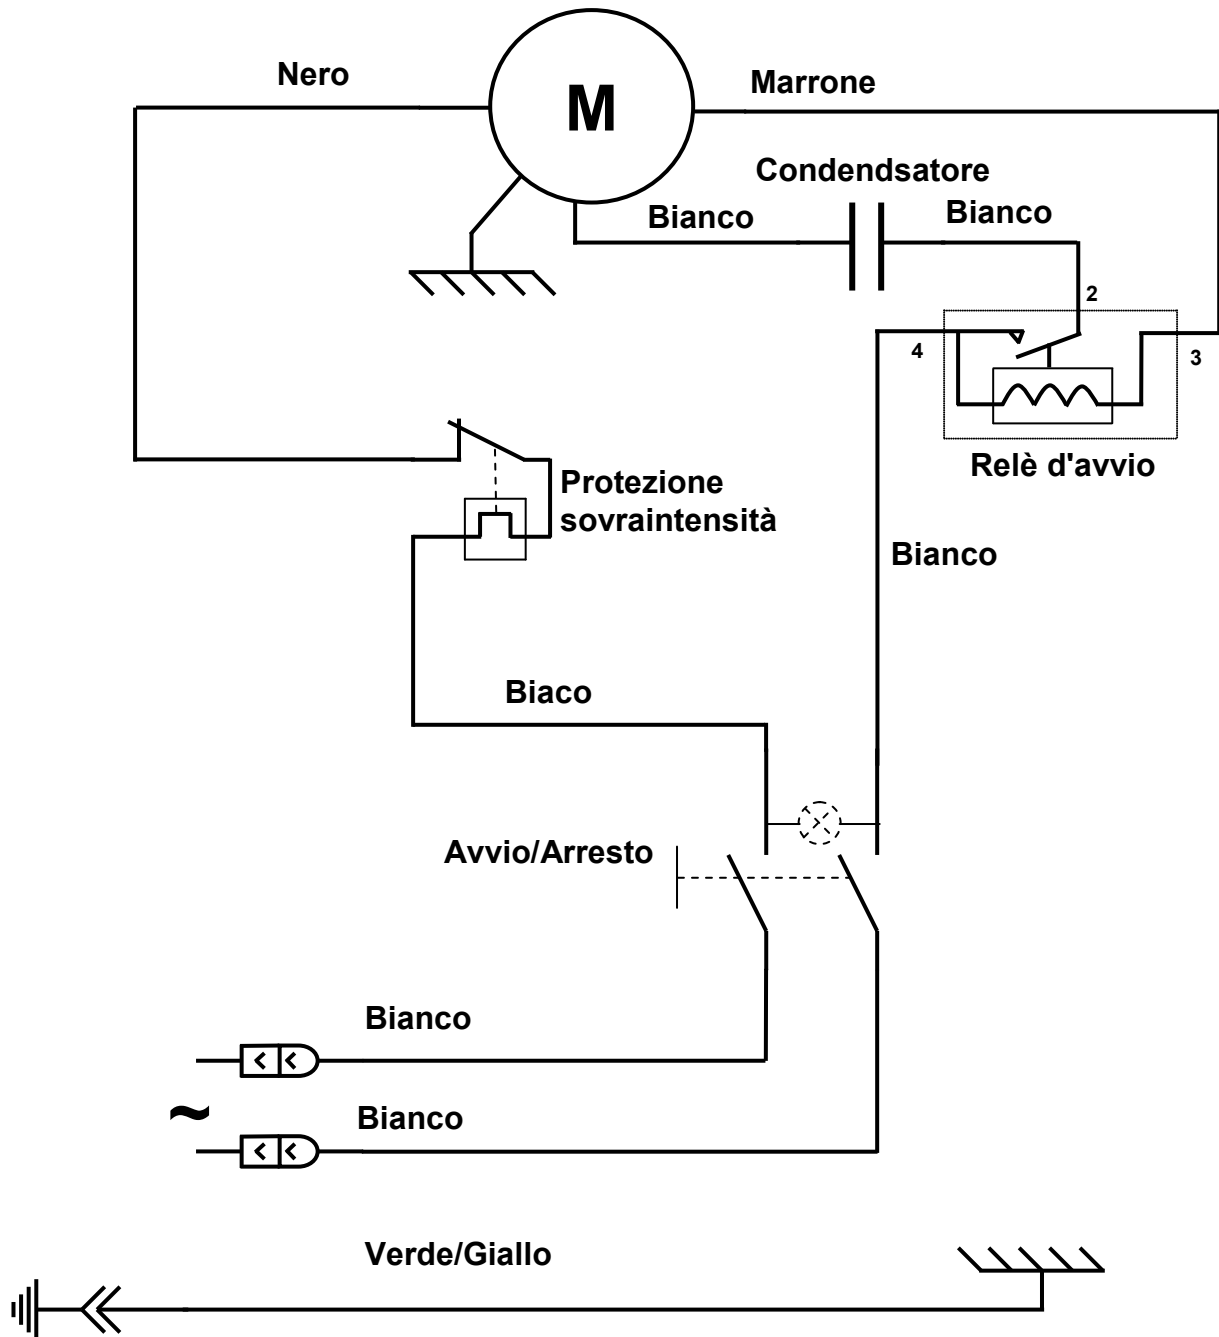 Nero
M
Marrone
Condendsatore
Bianco
Bianco
2
4
3
Relè d'avvio
Protezione
sovraintensità
Bianco
Biaco
Avvio/Arresto
Bianco
~
Bianco
Verde/Giallo